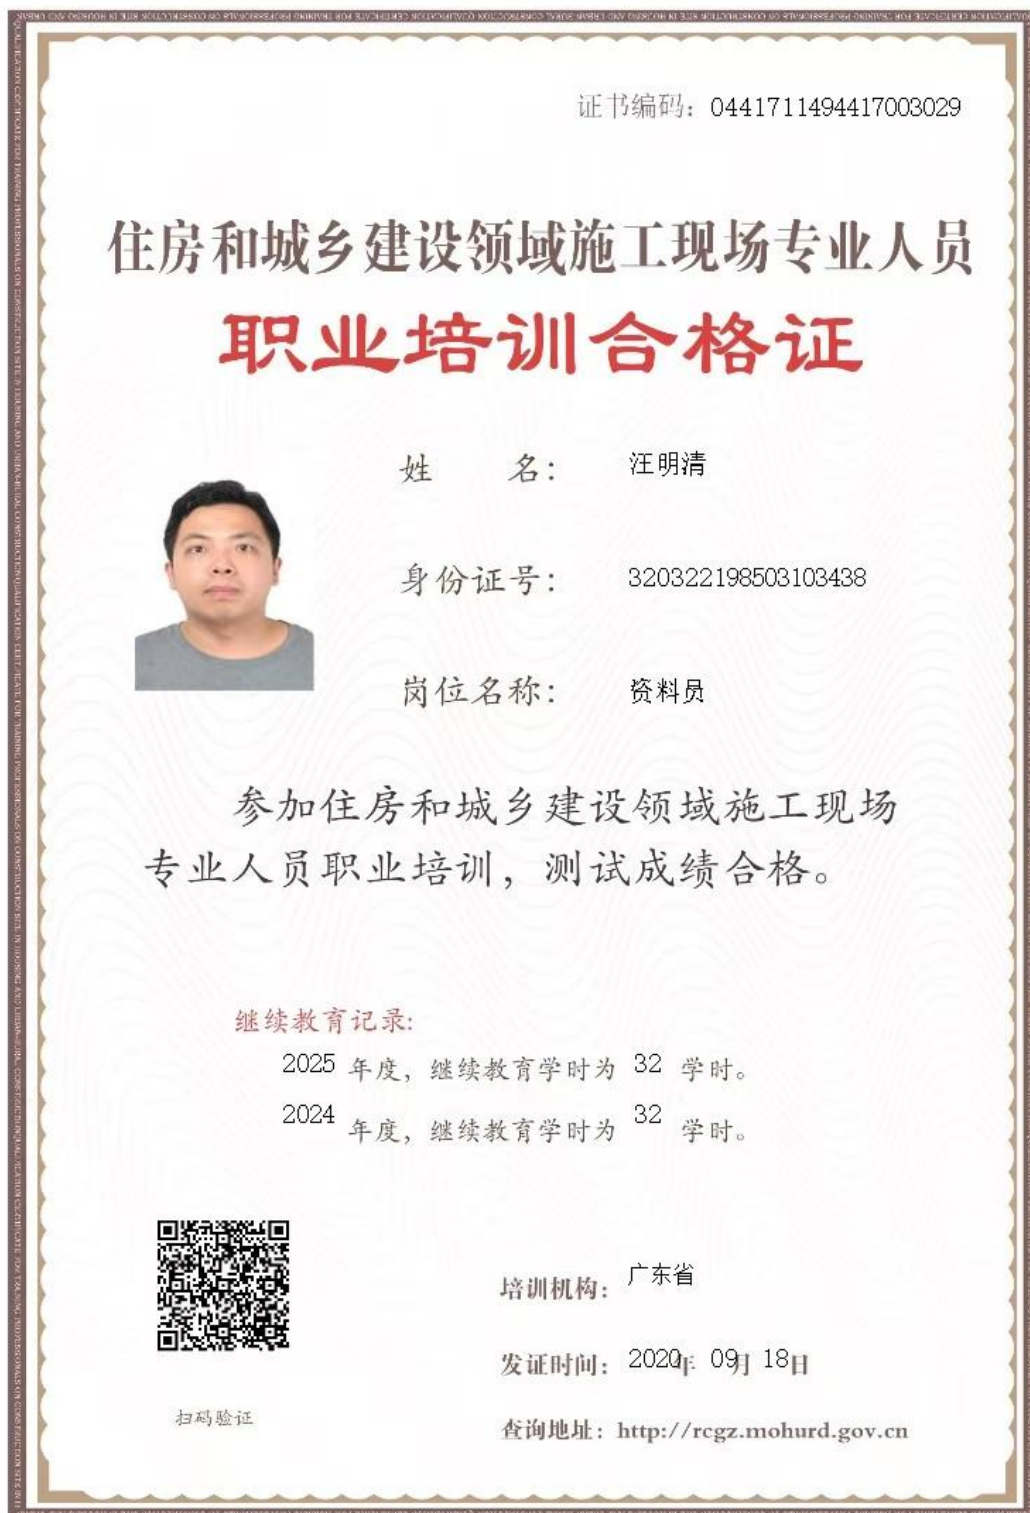 证书编码：0441711494417003029
住房和城乡建设领域施工现场专业人员
职业培训合格证
姓 名： 汪明清
身份证号： 320322198503103438
岗位名称： 资料员
参加住房和城乡建设领域施工现场
专业人员职业培训，测试成绩合格。
继续教育记录:
2025 年度，继续教育学时为 32 学时。
2024 年度，继续教育学时为 32 学时。
培训机构： 广东省
发证时间： 2020年 09月 18日
扫码验证
查询地址：http://rcgz.mohurd.gov.cn